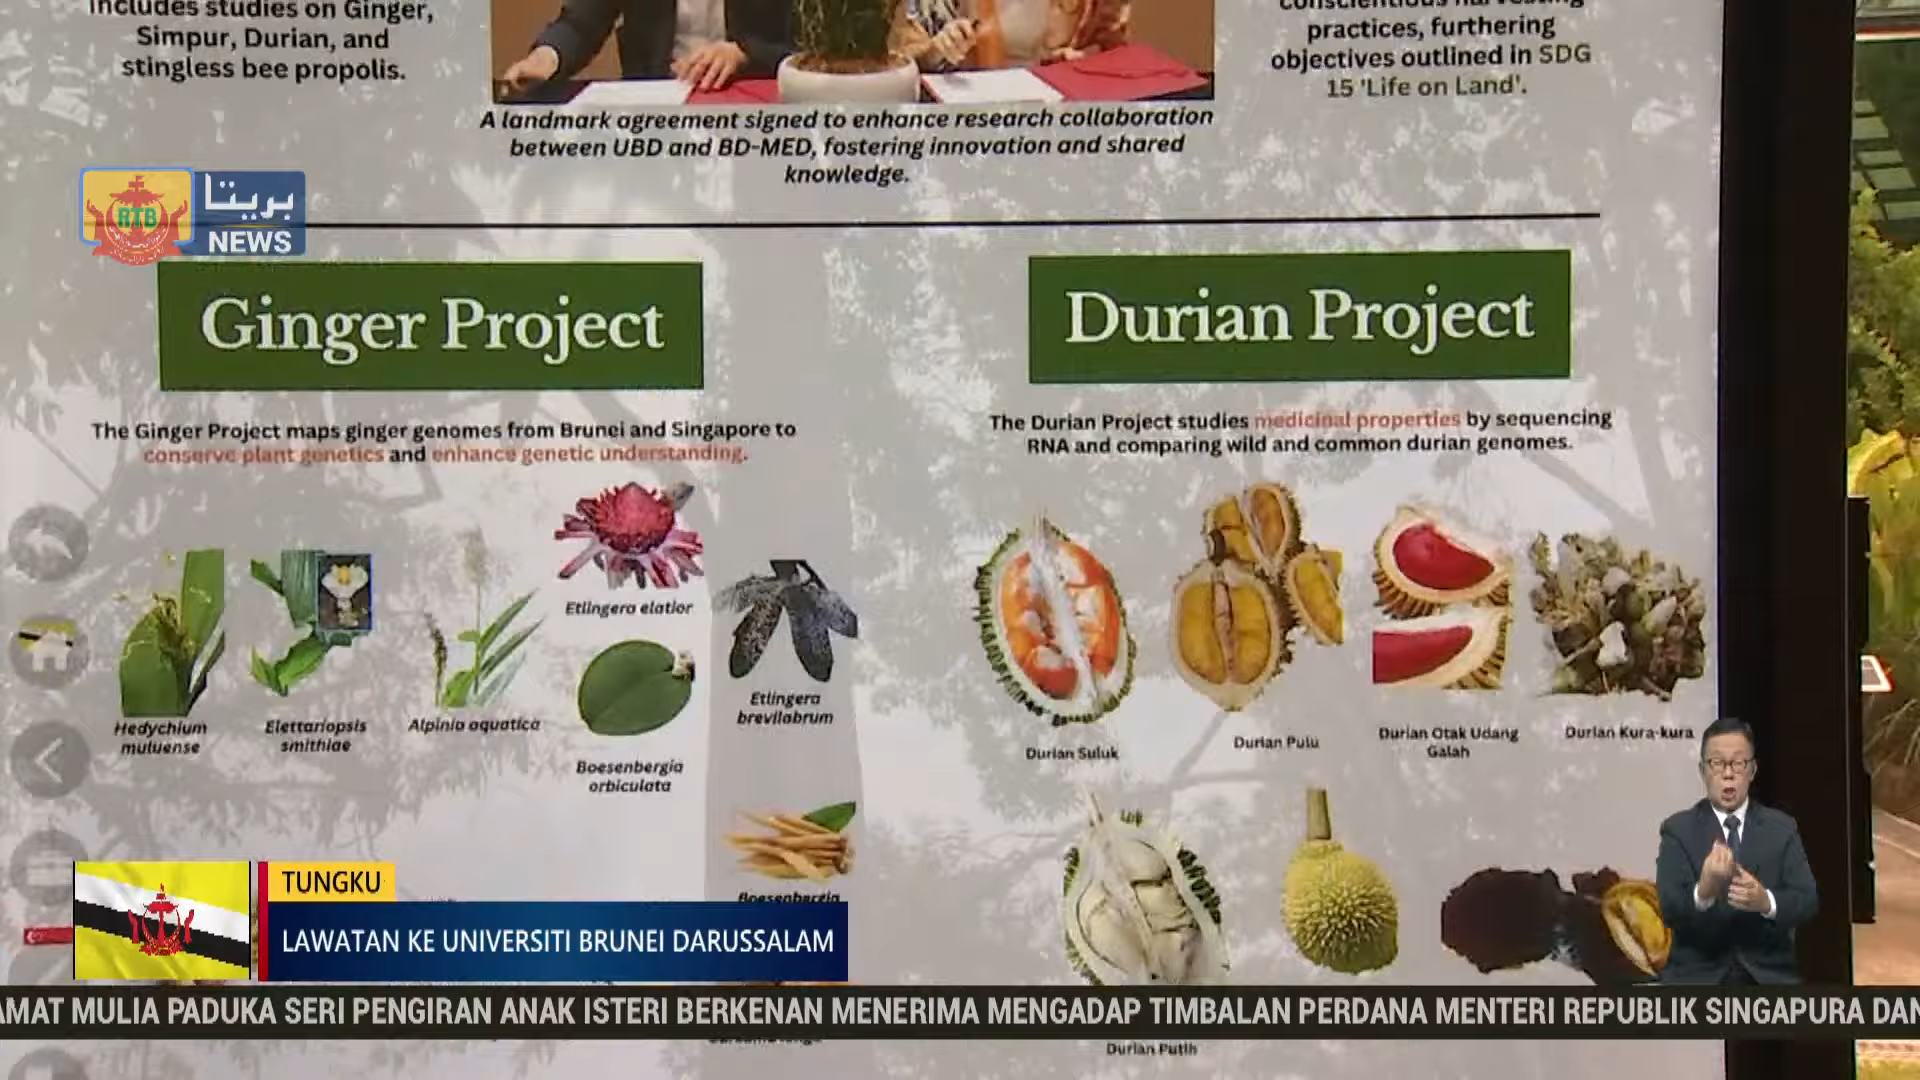 includes studies on Ginger,
Simpur, Durian, and
stingless bee propolis.
practices, furthering
objectives outlined in SDG
15 'Life on Land'.
A landmark agreement signed to enhance research collaboration
between UBD and BD-MED, fostering innovation and shared
knowledge.
RTB
بريتا
NEWS
Ginger Project
The Ginger Project maps ginger genomes from Brunei and Singapore to
conserve plant genetics and enhance genetic understanding.
Etlingera elatior
Hedychium
muluense
Elettariopsis
smithiae
Alpinia aquatica
Etlingera
brevilabrum
Boesenbergia
orbiculata
Boesenbergia
Durian Project
The Durian Project studies medicinal properties by sequencing
RNA and comparing wild and common durian genomes.
Durian Suluk
Durian Pulu
Durian Otak Udang
Galah
Durian Kura-kura
Durian Putih
TUNGKU
LAWATAN KE UNIVERSITI BRUNEI DARUSSALAM
AMAT MULIA PADUKA SERI PENGIRAN ANAK ISTERI BERKENAN MENERIMA MENGADAP TIMBALAN PERDANA MENTERI REPUBLIK SINGAPURA DAN